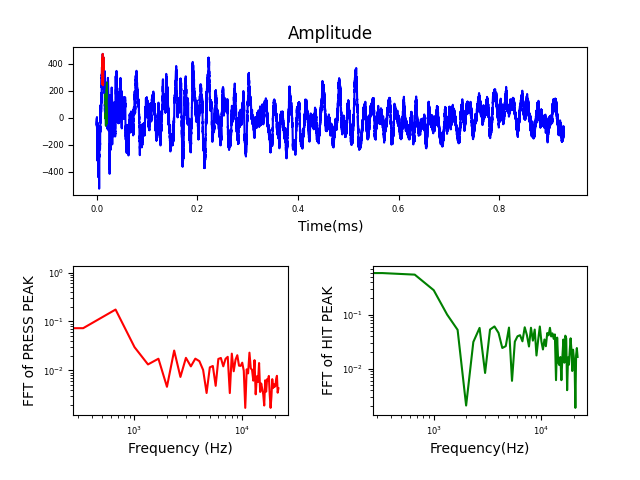 Amplitude
400
200
0
−200
−400
0.0 0.2 0.4 0.6 0.8
Time(ms)
FFT of PRESS PEAK
10⁰
10⁻¹
10⁻²
10³ 10⁴
Frequency (Hz)
FFT of HIT PEAK
10⁻¹
10⁻²
10³ 10⁴
Frequency(Hz)